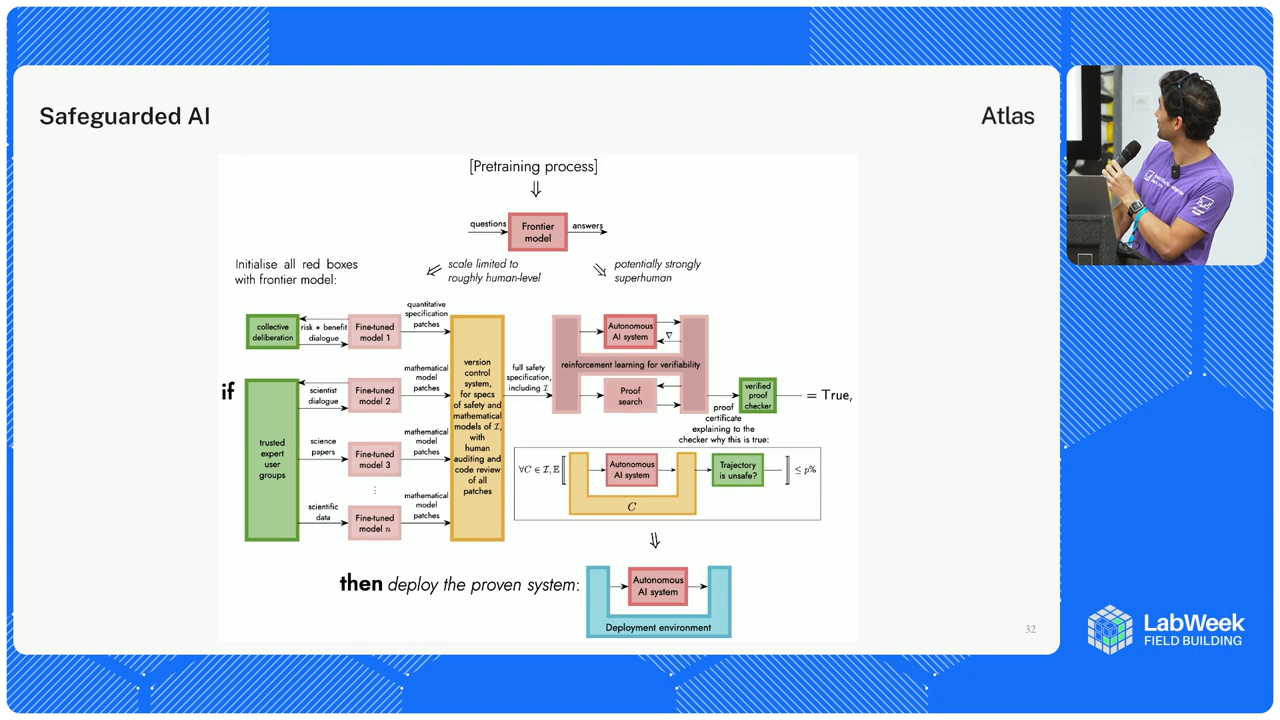 Safeguarded AI
Atlas
[Pretraining process]
⇓
questions
Frontier
model
answers
Initialise all red boxes
with frontier model:
scale limited to
roughly human-level
potentially strongly
superhuman
if
collective
deliberation
risk + benefit
dialogue
Fine-tuned
model 1
quantitative
specification
patches
trusted
expert
user
groups
scientist
dialogue
Fine-tuned
model 2
mathematical
model
patches
science
papers
Fine-tuned
model 3
mathematical
model
patches
⋮
scientific
data
Fine-tuned
model n
mathematical
model
patches
version
control
system,
for specs
of safety and
mathematical
models of ℐ,
with
human
auditing and
code review
of all
patches
full safety
specification,
including ℐ
Autonomous
AI system
∇
reinforcement learning for verifiability
Proof
search
verified
proof
checker
= True,
proof
certificate
explaining to the
checker why this is true:
∀C ∈ ℐ, 𝔼⟦
Autonomous
AI system
C
Trajectory
is unsafe?
⟧ ≤ p%
⇓
then deploy the proven system:
Autonomous
AI system
Deployment environment
32
LabWeek
FIELD BUILDING